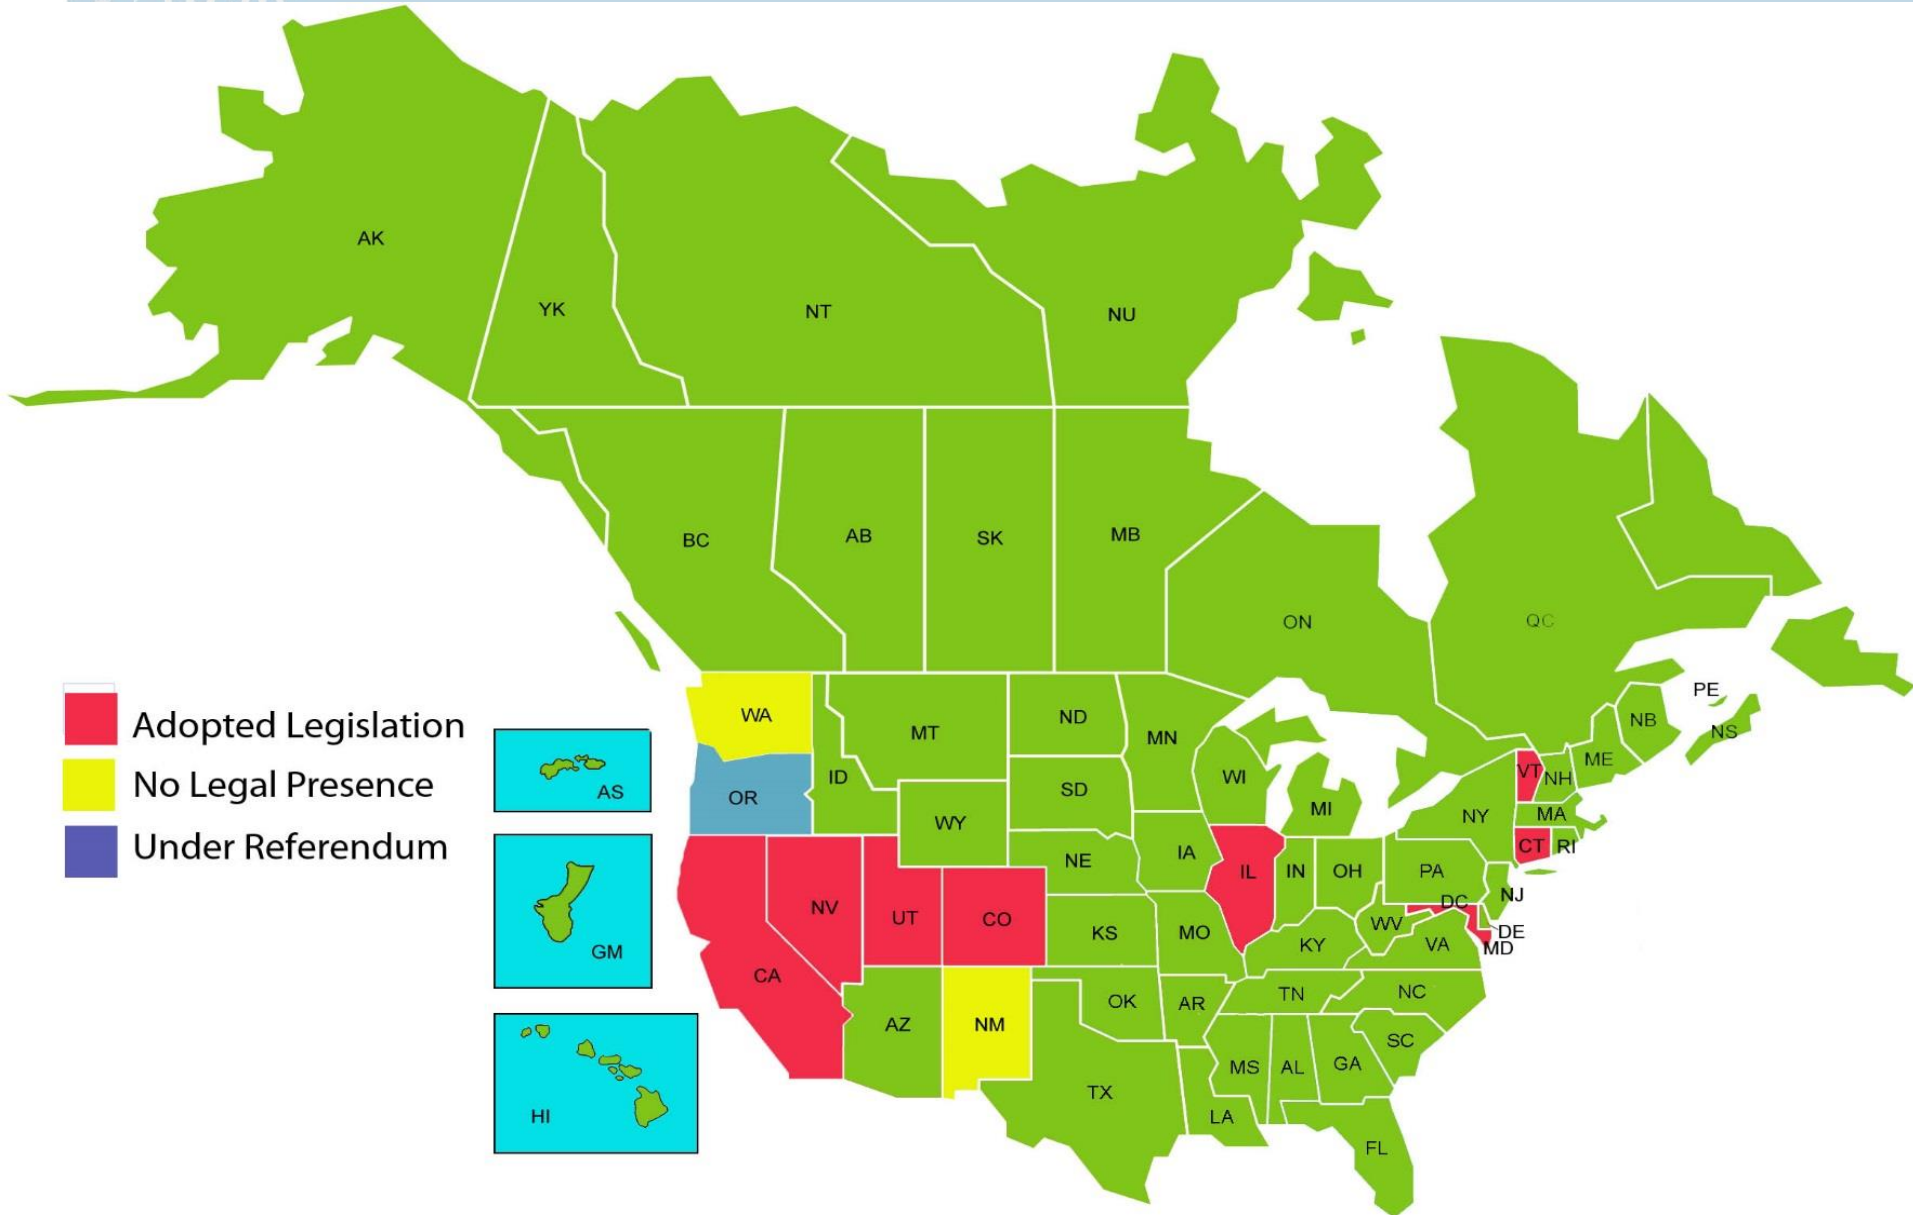 AK
YK
NT
NU
BC
AB
SK
MB
ON
QC
PE
NB
NS
Adopted Legislation
No Legal Presence
Under Referendum
AS
GM
HI
WA
MT
ND
MN
ID
OR
SD
WI
MI
VT
NH
ME
WY
NY
MA
NE
IA
CT
RI
IL
IN
OH
PA
NJ
NV
UT
CO
KS
MO
KY
WV
DC
DE
VA
MD
CA
AZ
NM
OK
AR
TN
NC
SC
TX
LA
MS
AL
GA
FL